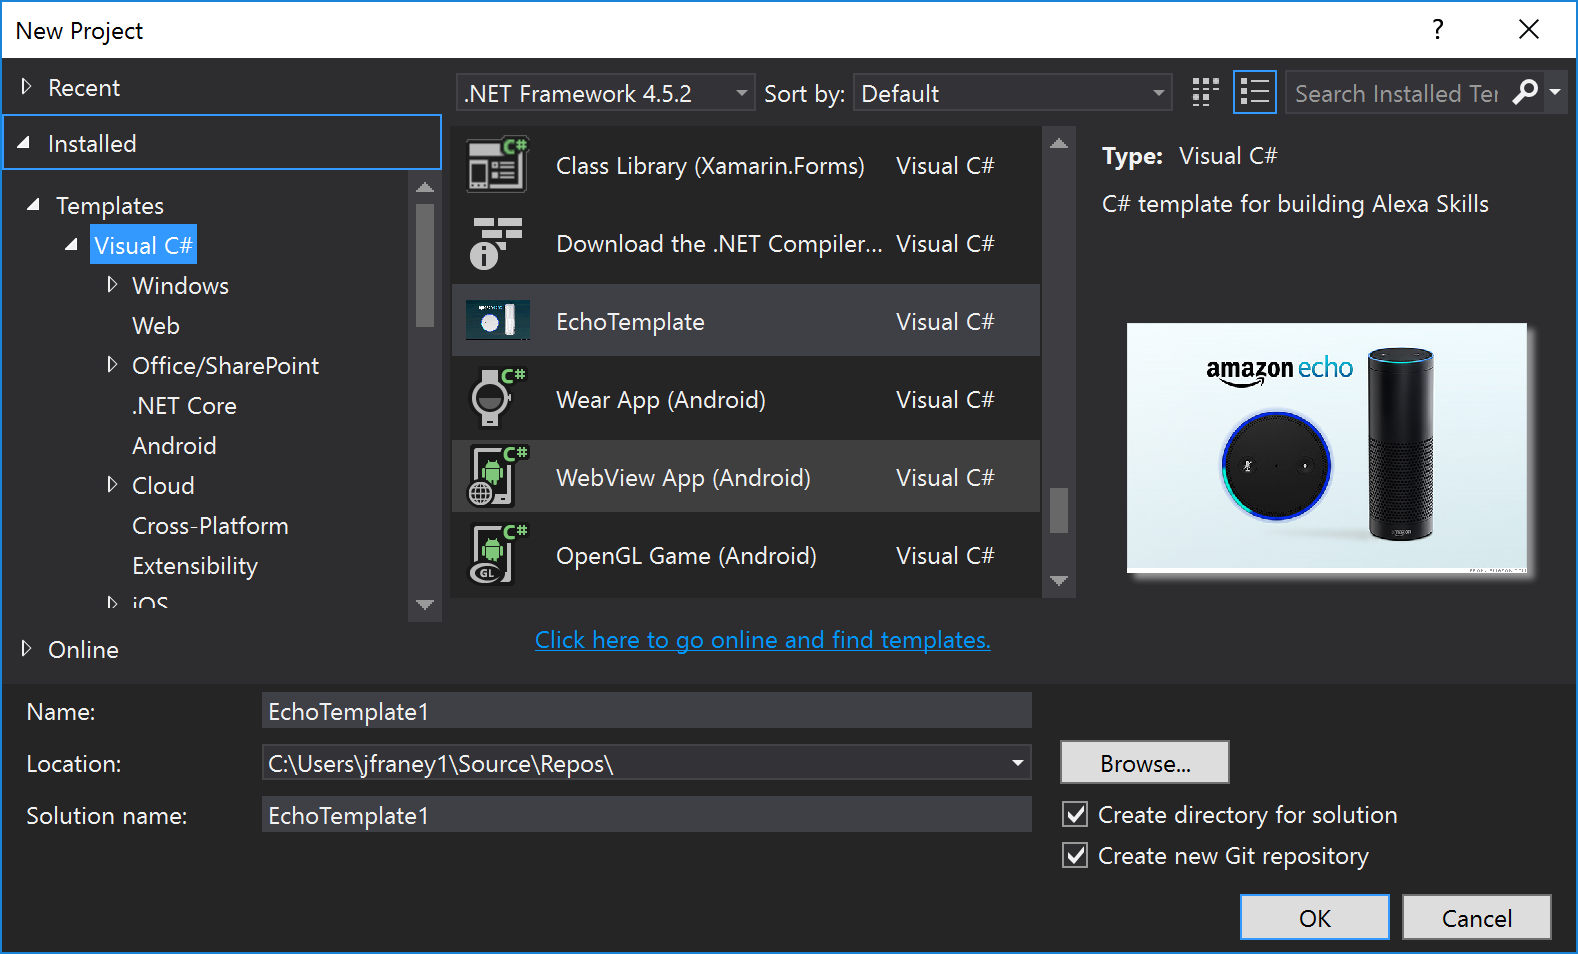 New Project
?
Recent
.NET Framework 4.5.2
Sort by:
Default
Search Installed Ter
Installed
Templates
Visual C#
Windows
Web
Office/SharePoint
.NET Core
Android
Cloud
Cross-Platform
Extensibility
iOS
Online
Class Library (Xamarin.Forms) Visual C#
Download the .NET Compiler... Visual C#
EchoTemplate Visual C#
Wear App (Android) Visual C#
WebView App (Android) Visual C#
OpenGL Game (Android) Visual C#
C#
C#
C#
C#
GL
Click here to go online and find templates.
Type: Visual C#
C# template for building Alexa Skills
amazon echo
amazon
Name: EchoTemplate1
Location: C:\Users\jfraney1\Source\Repos\
Browse...
Solution name: EchoTemplate1
Create directory for solution
Create new Git repository
OK
Cancel